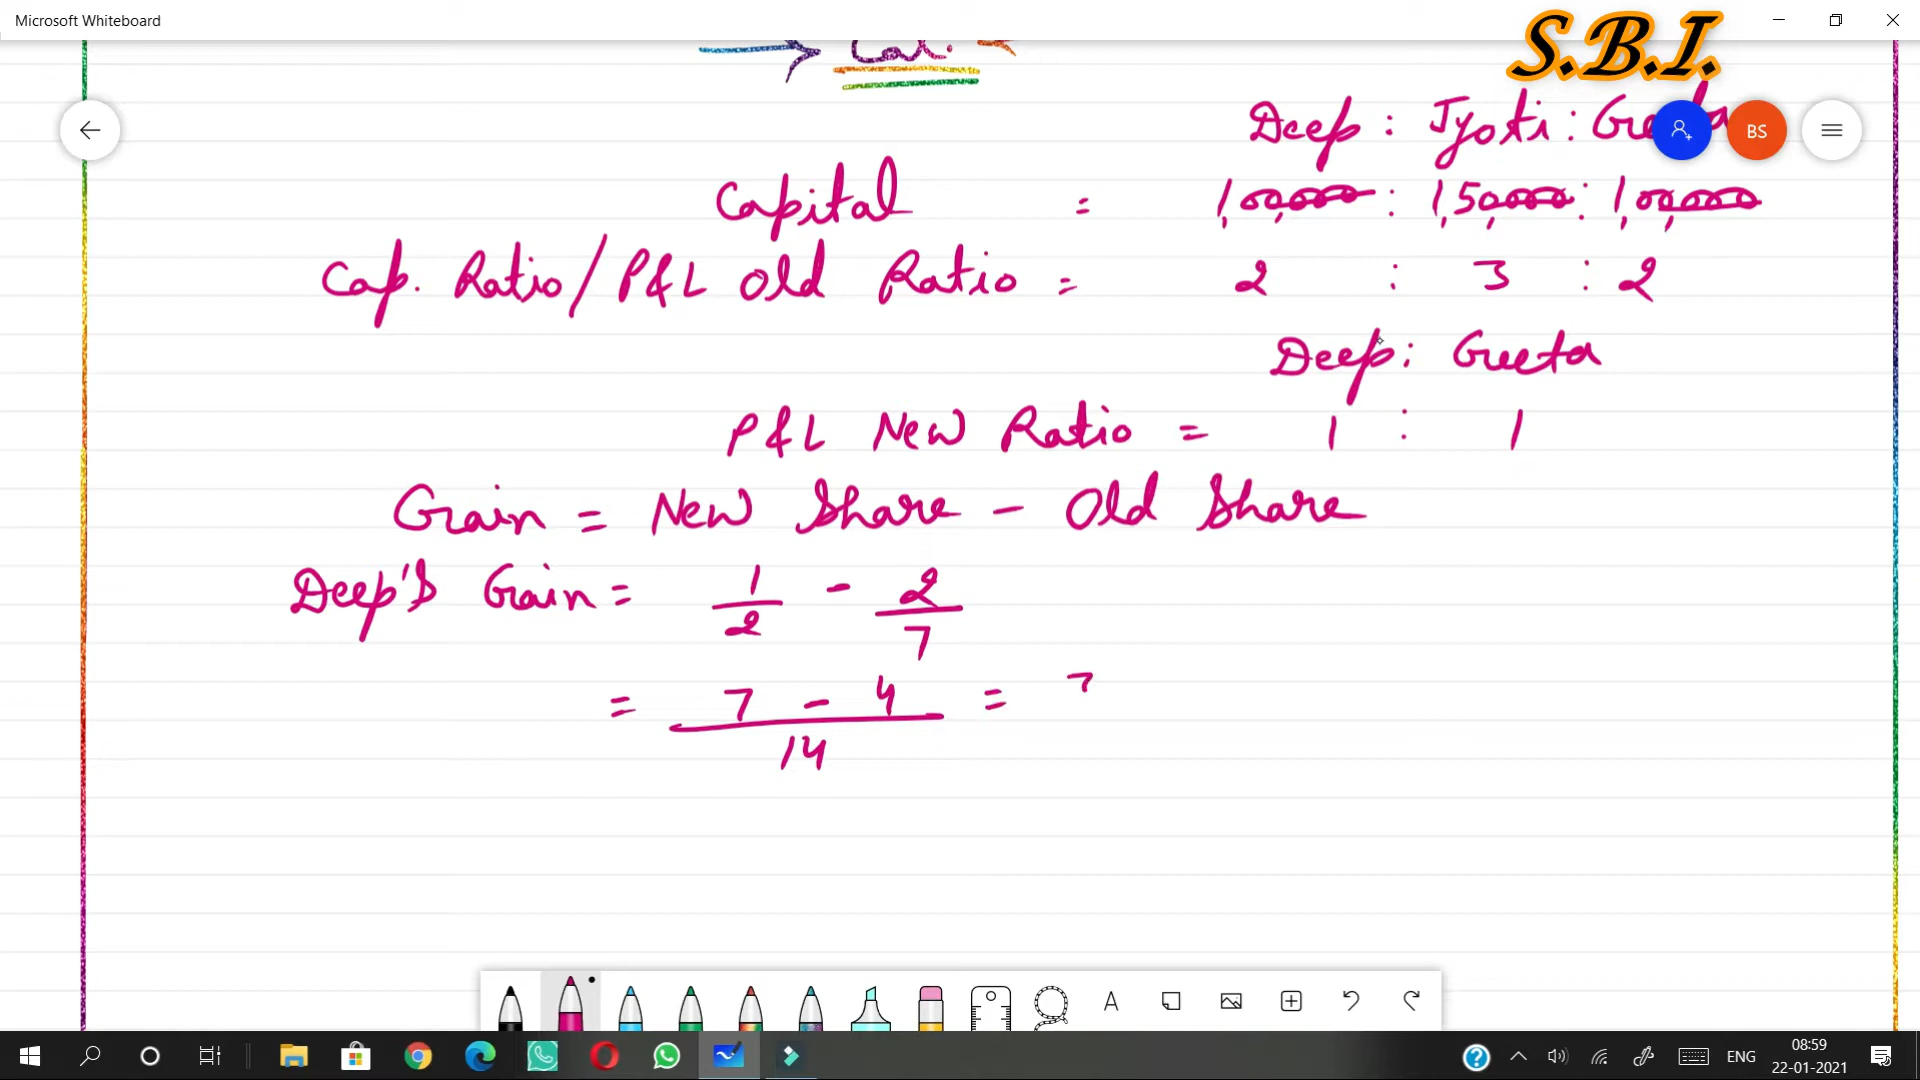 Microsoft Whiteboard
S.B.I.
→ Cal.
Deep : Jyoti : Geeta
Capital = 1,00,000 : 1,50,000 : 1,00,000
Cap. Ratio/P&L Old Ratio = 2 : 3 : 2
Deep : Geeta
P&L New Ratio = 1 : 1
Gain = New Share - Old Share
Deep's Gain = 1/2 - 2/7
= 7 - 4 / 14 =
BS
A
ENG
08:59
22-01-2021